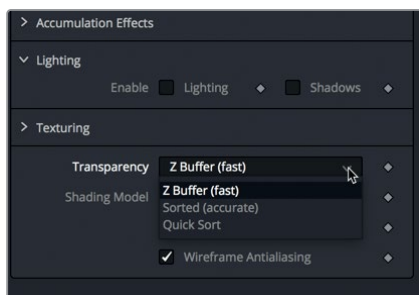 Accumulation Effects
Lighting
Enable Lighting Shadows
Texturing
Transparency Z Buffer (fast)
Z Buffer (fast)
Shading Model
Sorted (accurate)
Quick Sort
Wireframe Antialiasing